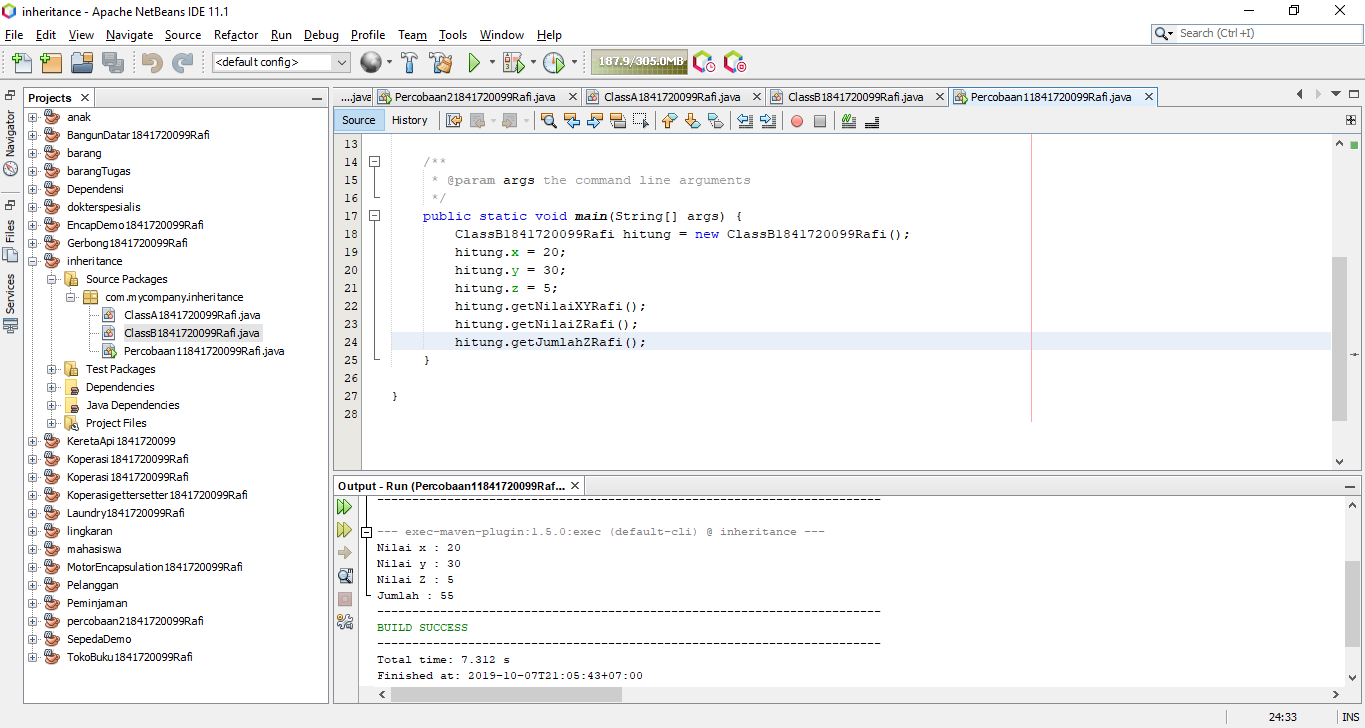 inheritance - Apache NetBeans IDE 11.1
File Edit View Navigate Source Refactor Run Debug Profile Team Tools Window Help
Search (Ctrl+I)
<default config>
187.9/305.0MB
Projects
Navigator
Files
Services
anak
BangunDatar1841720099Rafi
barang
barangTugas
Dependensi
dokterspesialis
EncapDemo1841720099Rafi
Gerbong1841720099Rafi
inheritance
Source Packages
com.mycompany.inheritance
ClassA1841720099Rafi.java
ClassB1841720099Rafi.java
Percobaan11841720099Rafi.java
Test Packages
Dependencies
Java Dependencies
Project Files
KeretaApi1841720099
Koperasi1841720099Rafi
Koperasi1841720099Rafi
Koperasigettersetter1841720099Rafi
Laundry1841720099Rafi
lingkaran
mahasiswa
MotorEncapsulation1841720099Rafi
Pelanggan
Peminjaman
percobaan21841720099Rafi
SepedaDemo
TokoBuku1841720099Rafi
....java Percobaan21841720099Rafi.java ClassA1841720099Rafi.java ClassB1841720099Rafi.java Percobaan11841720099Rafi.java
Source History
13
14 /**
15 * @param args the command line arguments
16 */
17 public static void main(String[] args) {
18 ClassB1841720099Rafi hitung = new ClassB1841720099Rafi();
19 hitung.x = 20;
20 hitung.y = 30;
21 hitung.z = 5;
22 hitung.getNilaiXYRafi();
23 hitung.getNilaiZRafi();
24 hitung.getJumlahZRafi();
25 }
26
27 }
28
Output - Run (Percobaan11841720099Raf...
------------------------------------------------------------------------
--- exec-maven-plugin:1.5.0:exec (default-cli) @ inheritance ---
Nilai x : 20
Nilai y : 30
Nilai Z : 5
Jumlah : 55
------------------------------------------------------------------------
BUILD SUCCESS
------------------------------------------------------------------------
Total time: 7.312 s
Finished at: 2019-10-07T21:05:43+07:00
24:33 INS